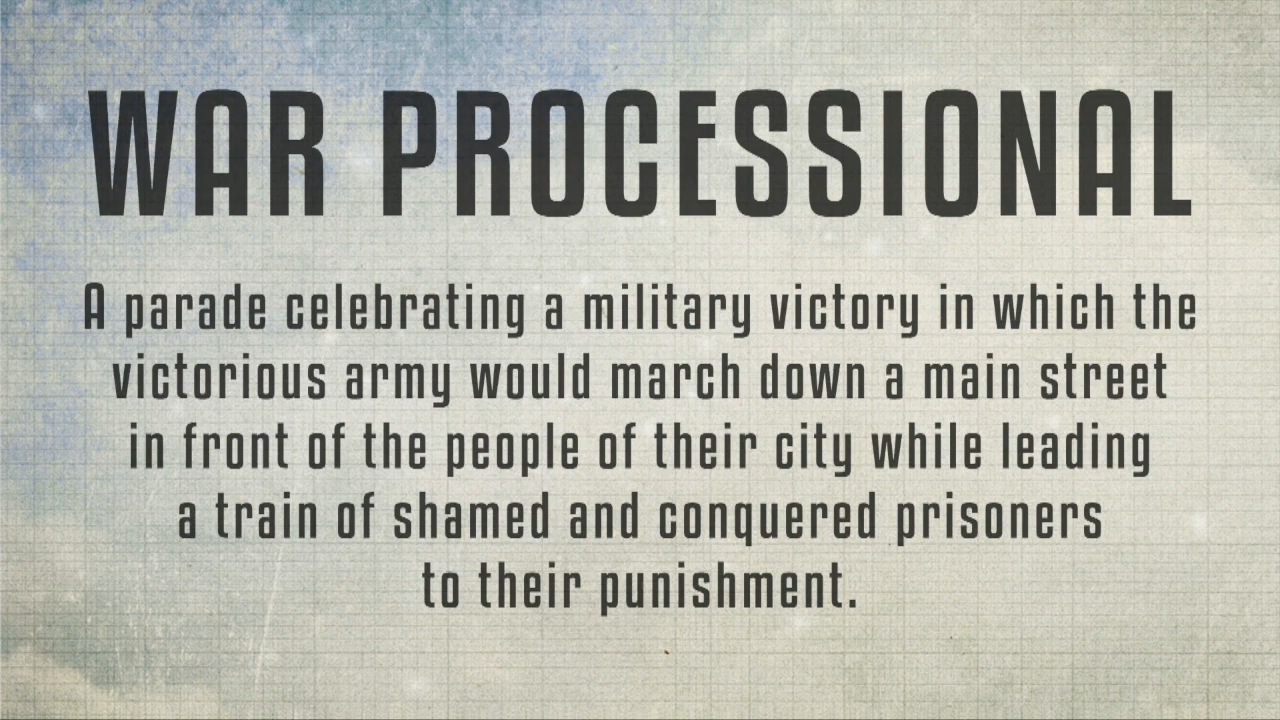 WAR PROCESSIONAL
A parade celebrating a military victory in which the
victorious army would march down a main street
in front of the people of their city while leading
a train of shamed and conquered prisoners
to their punishment.